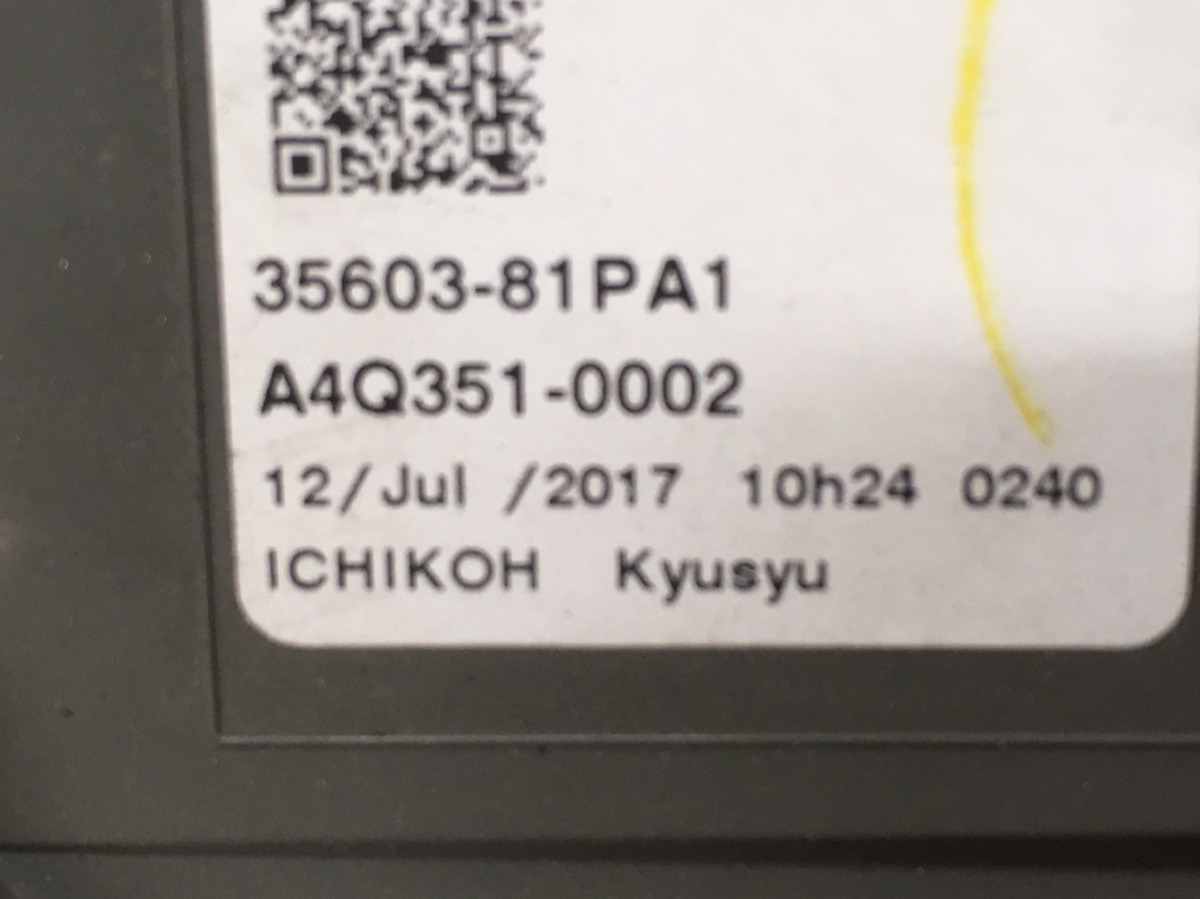 35603-81PA1
A4Q351-0002
12/Jul /2017 10h24 0240
ICHIKOH Kyusyu